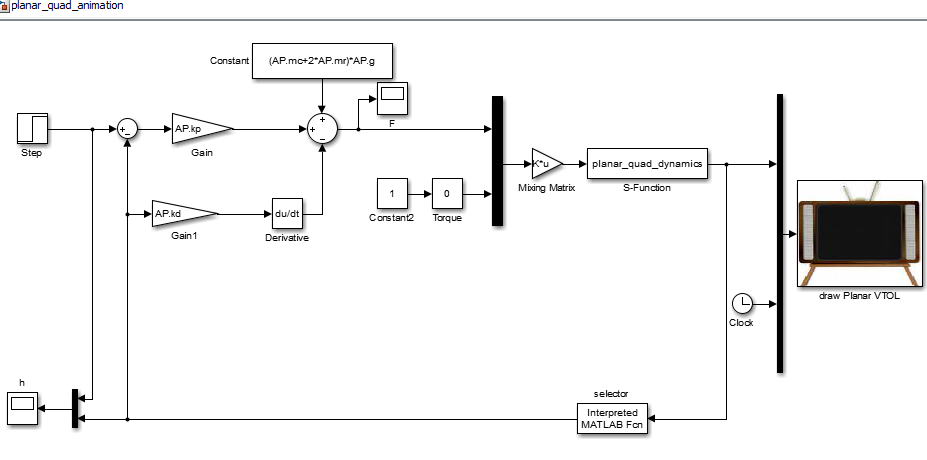 planar_quad_animation
Constant
(AP.mc+2*AP.mr)*AP.g
F
Step
+
−
AP.kp
Gain
+
+
−
AP.kd
Gain1
du/dt
Derivative
1
Constant2
0
Torque
K*u
Mixing Matrix
planar_quad_dynamics
S-Function
Clock
draw Planar VTOL
h
selector
Interpreted
MATLAB Fcn